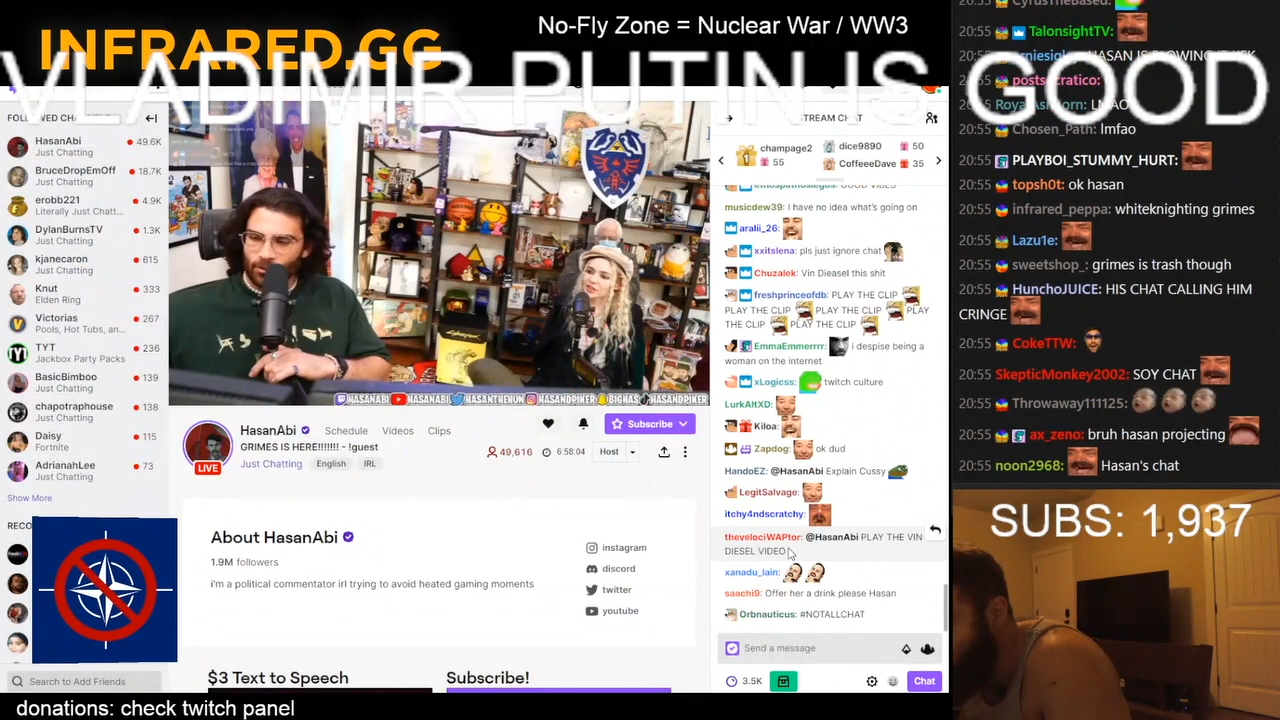 INFRARED.GG
No-Fly Zone = Nuclear War / WW3
VLADIMIR PUTIN IS GOOD
HasanAbi
Just Chatting
49.6K
BruceDropEmOff
Just Chatting
18.7K
Literally Just Chatt...
4.9K
DylanBurnsTV
Just Chatting
1.3K
kjanecaron
Just Chatting
615
Knut
Elden Ring
333
Victorias
Pools, Hot Tubs, an...
267
TYT
Jackbox Party Packs
236
BasicBimboo
Just Chatting
139
chapotraphouse
Just Chatting
138
Daisy
Fortnite
115
AdrianahLee
Just Chatting
73
Show More
Search to Add Friends
HASANABI
HASANABI
HASANTHEHUN
HASANDPIKER
HasanAbi
Schedule
Videos
Clips
Subscribe
GRIMES IS HERE!!!!!!! - !guest
Just Chatting
English
IRL
49,616
6:58:04
Host
LIVE
About HasanAbi
1.9M followers
i'm a political commentator irl trying to avoid heated gaming moments
instagram
discord
twitter
youtube
$3 Text to Speech
Subscribe!
STREAM CHAT
champage2
55
dice9890
50
CoffeeeDave
35
musicdew39: I have no idea what's going on
aralii_26:
xxitslena: pls just ignore chat
Chuzalek: Vin Dieasel this shit
freshprinceofdb: PLAY THE CLIP
PLAY THE CLIP PLAY THE CLIP PLAY
THE CLIP PLAY THE CLIP
EmmaEmmerrrr: i despise being a
woman on the internet
xLogicss: twitch culture
LurkAltXD:
Kiloa:
Zapdog: ok dud
HandoEZ: @HasanAbi Explain Cussy
LegitSalvage:
itchy4ndscratchy:
thevelociWAPtor: @HasanAbi PLAY THE VIN
DIESEL VIDEO
xanadu_lain:
saachi9: Offer her a drink please Hasan
Orbnauticus: #NOTALLCHAT
Send a message
3.5K
Chat
20:55 TalonsightTV:
20:55 Chosen_Path: lmfao
20:55 PLAYBOI_STUMMY_HURT:
20:55 topsh0t: ok hasan
20:55 infrared_peppa: whiteknighting grimes
20:55 Lazu1e:
20:55 sweetshop_: grimes is trash though
20:55 HunchoJUICE: HIS CHAT CALLING HIM
CRINGE
20:55 CokeTTW:
20:55 SkepticMonkey2002: SOY CHAT
20:55 Throwaway111125:
20:55 ax_zeno: bruh hasan projecting
20:55 noon2968: Hasan's chat
SUBS: 1,937
donations: check twitch panel